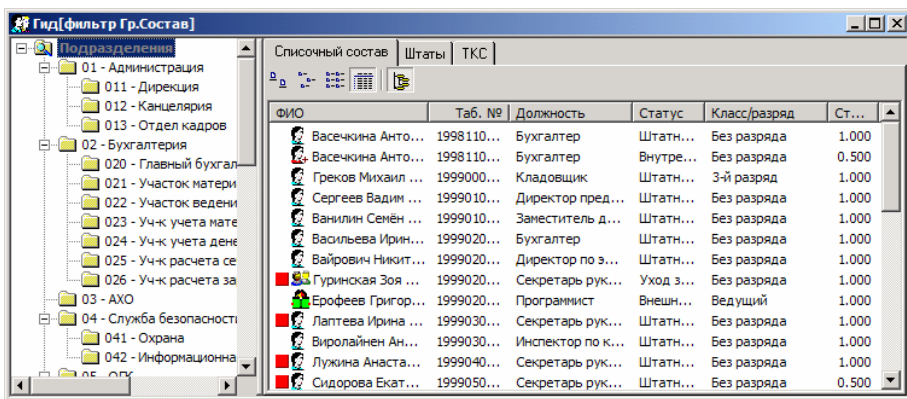 Гид[фильтр Гр.Состав]
Подразделения
01 - Администрация
011 - Дирекция
012 - Канцелярия
013 - Отдел кадров
02 - Бухгалтерия
020 - Главный бухгал
021 - Участок матери
022 - Участок ведени
023 - Уч-к учета мате
024 - Уч-к учета дене
025 - Уч-к расчета се
026 - Уч-к расчета за
03 - АХО
04 - Служба безопасности
041 - Охрана
042 - Информационна
05 - ОГК
Списочный состав Штаты ТКС
ФИО Таб. № Должность Статус Класс/разряд Ст...
Васечкина Анто... 1998110... Бухгалтер Штатн... Без разряда 1.000
Васечкина Анто... 1998110... Бухгалтер Внутре... Без разряда 0.500
Греков Михаил ... 1999000... Кладовщик Штатн... 3-й разряд 1.000
Сергеев Вадим ... 1999010... Директор пред... Штатн... Без разряда 1.000
Ванилин Семён ... 1999010... Заместитель д... Штатн... Без разряда 1.000
Васильева Ирин... 1999020... Бухгалтер Штатн... Без разряда 1.000
Вайрович Никит... 1999020... Директор по э... Штатн... Без разряда 1.000
Гуринская Зоя ... 1999020... Секретарь рук... Уход з... Без разряда 1.000
Ерофеев Григор... 1999020... Программист Внешн... Ведущий 1.000
Лаптева Ирина ... 1999030... Секретарь рук... Штатн... Без разряда 1.000
Виролайнен Ан... 1999030... Инспектор по к... Штатн... Без разряда 1.000
Лужина Анаста... 1999040... Секретарь рук... Штатн... Без разряда 1.000
Сидорова Екат... 1999050... Секретарь рук... Штатн... Без разряда 0.500